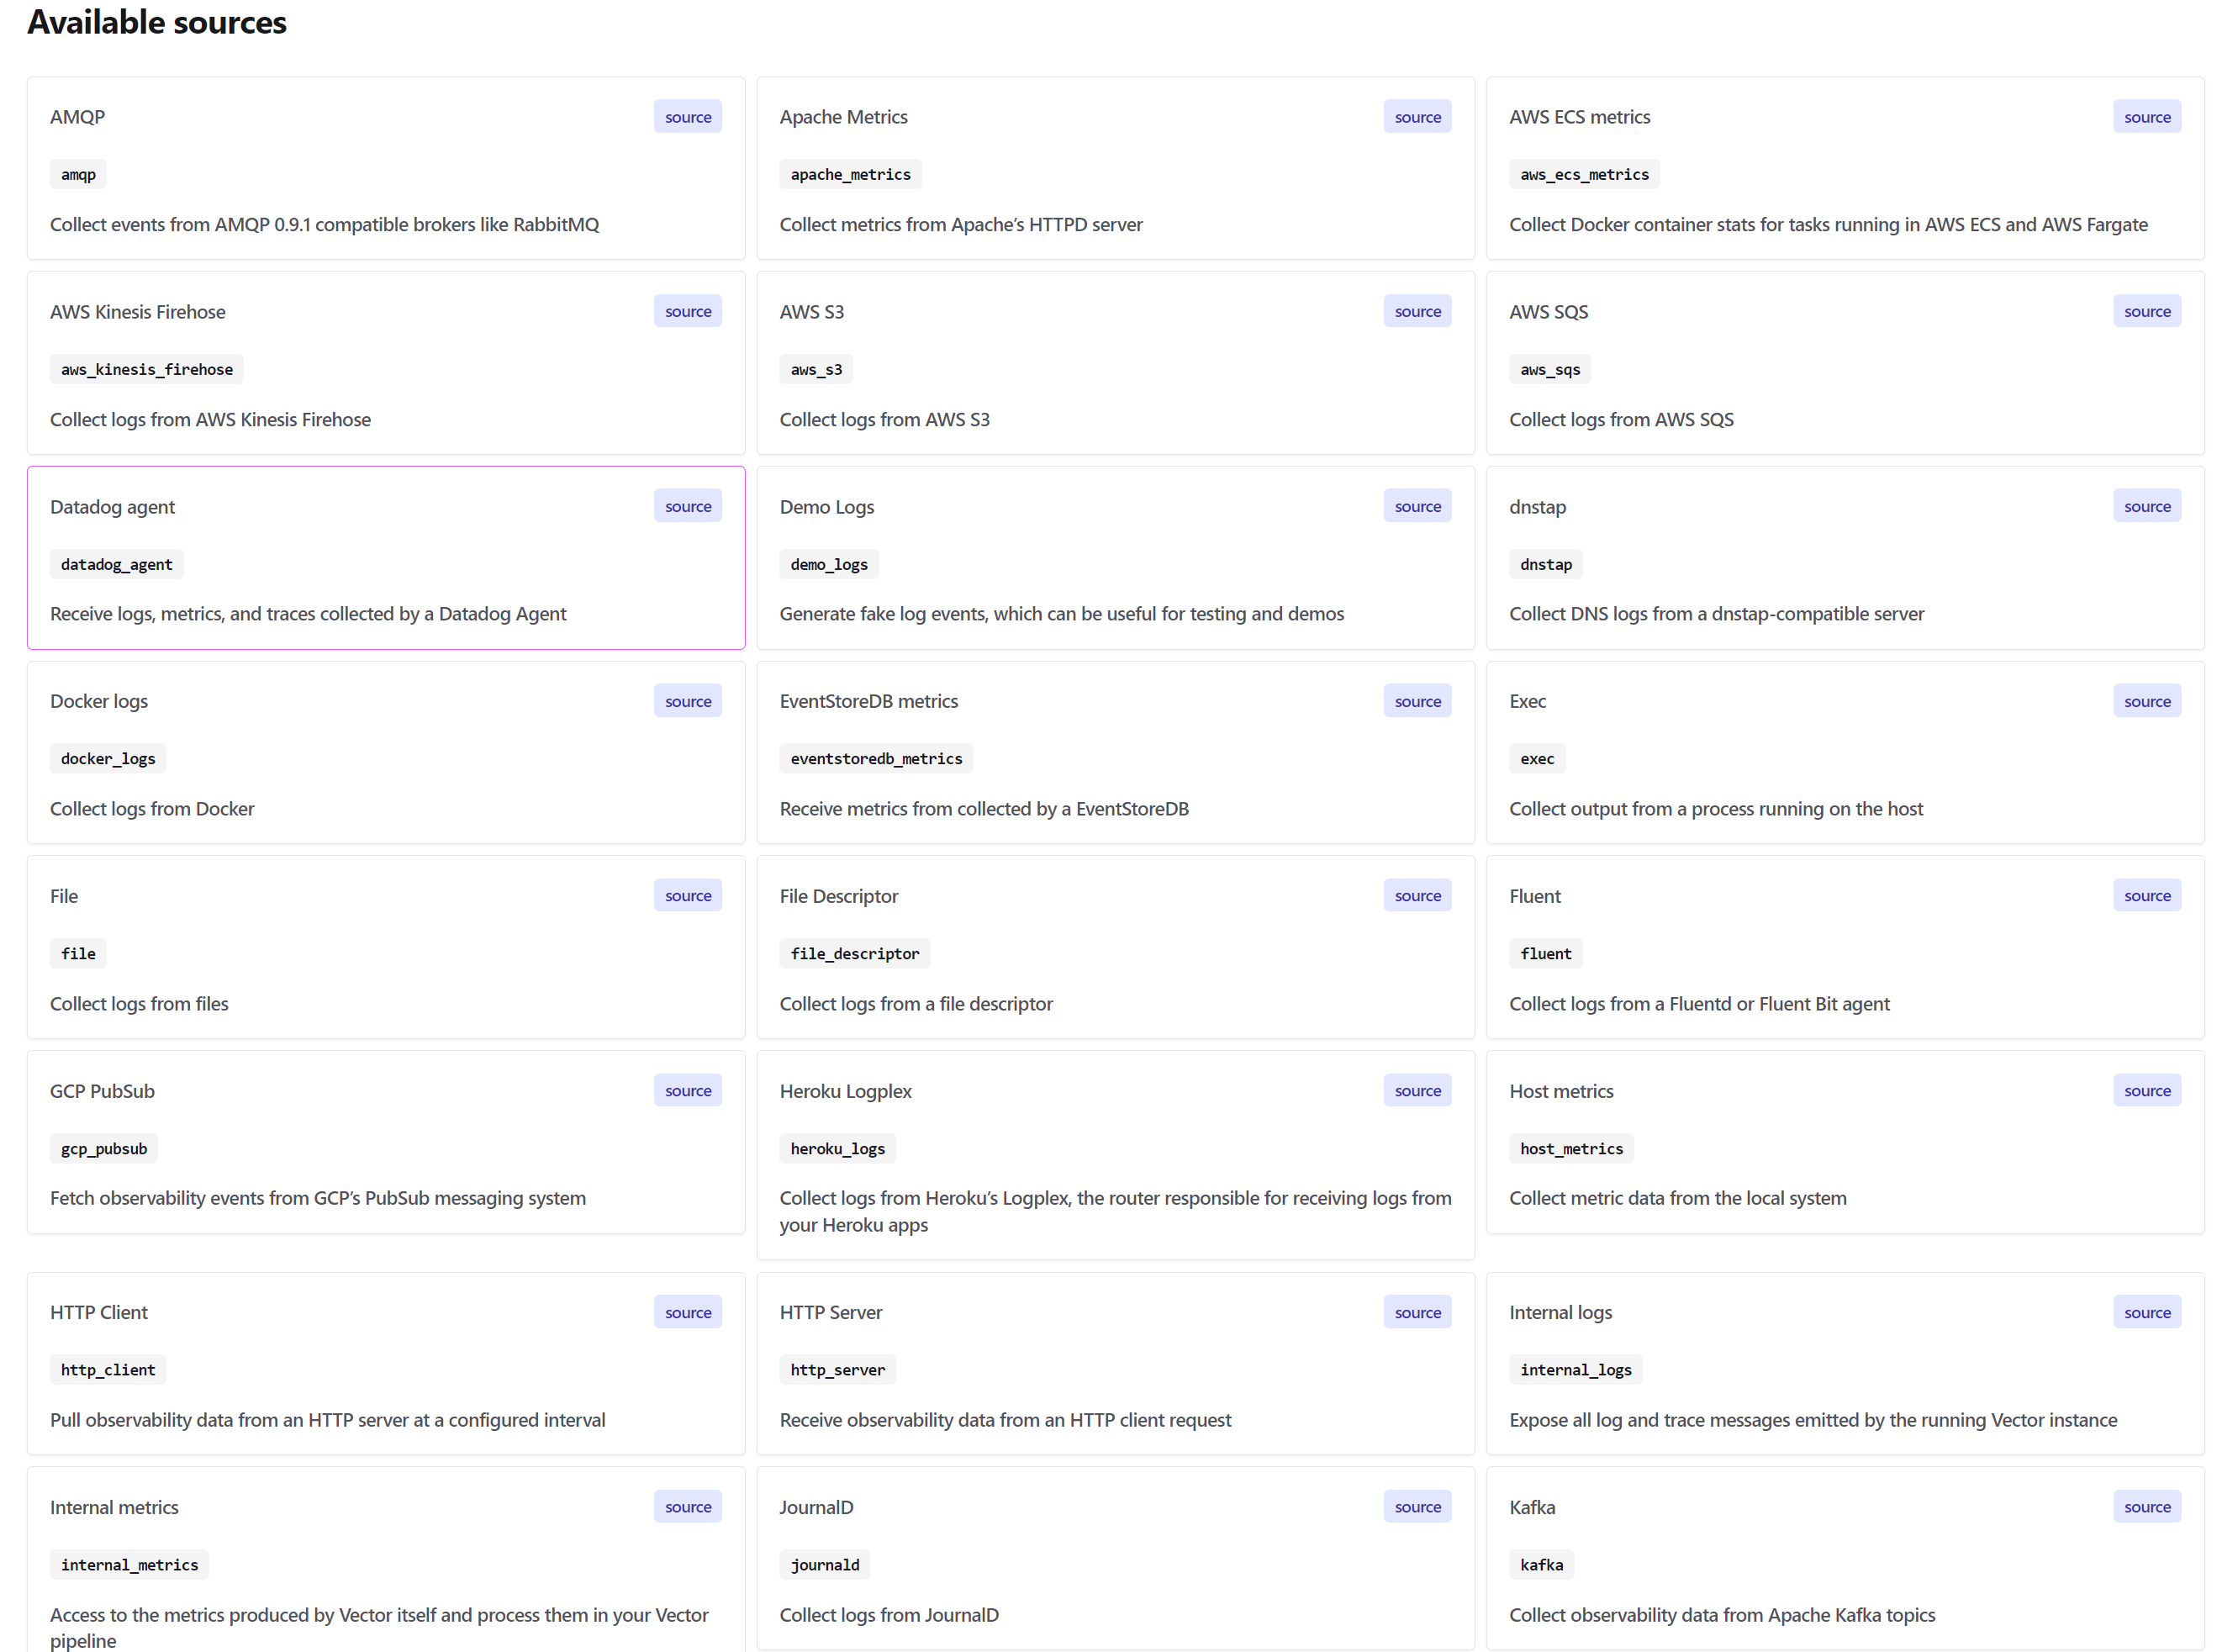 Available sources
AMQP
source
amqp
Collect events from AMQP 0.9.1 compatible brokers like RabbitMQ
Apache Metrics
source
apache_metrics
Collect metrics from Apache’s HTTPD server
AWS ECS metrics
source
aws_ecs_metrics
Collect Docker container stats for tasks running in AWS ECS and AWS Fargate
AWS Kinesis Firehose
source
aws_kinesis_firehose
Collect logs from AWS Kinesis Firehose
AWS S3
source
aws_s3
Collect logs from AWS S3
AWS SQS
source
aws_sqs
Collect logs from AWS SQS
Datadog agent
source
datadog_agent
Receive logs, metrics, and traces collected by a Datadog Agent
Demo Logs
source
demo_logs
Generate fake log events, which can be useful for testing and demos
dnstap
source
dnstap
Collect DNS logs from a dnstap-compatible server
Docker logs
source
docker_logs
Collect logs from Docker
EventStoreDB metrics
source
eventstoredb_metrics
Receive metrics from collected by a EventStoreDB
Exec
source
exec
Collect output from a process running on the host
File
source
file
Collect logs from files
File Descriptor
source
file_descriptor
Collect logs from a file descriptor
Fluent
source
fluent
Collect logs from a Fluentd or Fluent Bit agent
GCP PubSub
source
gcp_pubsub
Fetch observability events from GCP’s PubSub messaging system
Heroku Logplex
source
heroku_logs
Collect logs from Heroku’s Logplex, the router responsible for receiving logs from
your Heroku apps
Host metrics
source
host_metrics
Collect metric data from the local system
HTTP Client
source
http_client
Pull observability data from an HTTP server at a configured interval
HTTP Server
source
http_server
Receive observability data from an HTTP client request
Internal logs
source
internal_logs
Expose all log and trace messages emitted by the running Vector instance
Internal metrics
source
internal_metrics
Access to the metrics produced by Vector itself and process them in your Vector
pipeline
JournalD
source
journald
Collect logs from JournalD
Kafka
source
kafka
Collect observability data from Apache Kafka topics